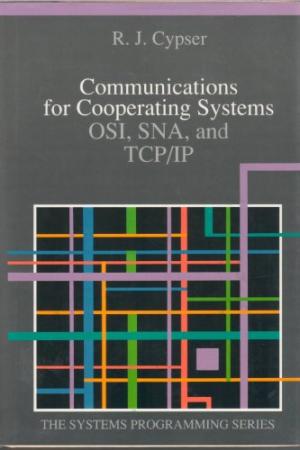 R. J. Cypser
Communications
for Cooperating Systems
OSI, SNA, and
TCP/IP
THE SYSTEMS PROGRAMMING SERIES